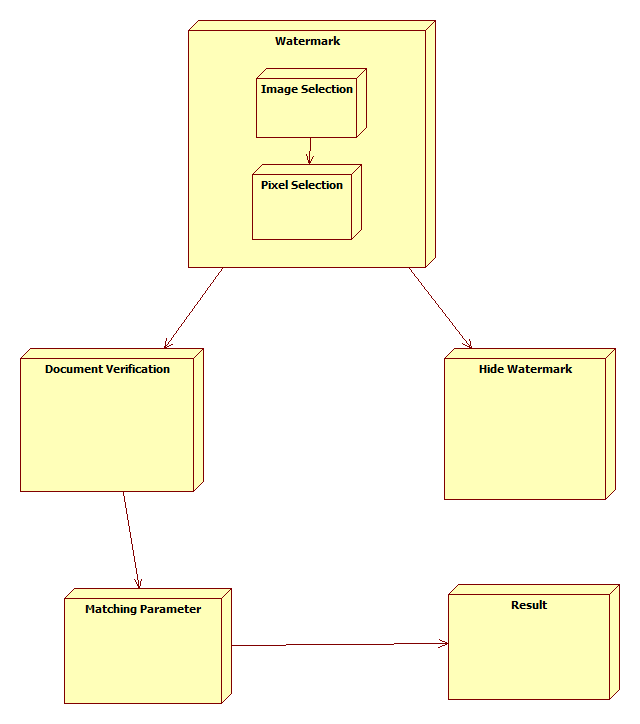 Watermark
Image Selection
Pixel Selection
Document Verification
Hide Watermark
Matching Parameter
Result